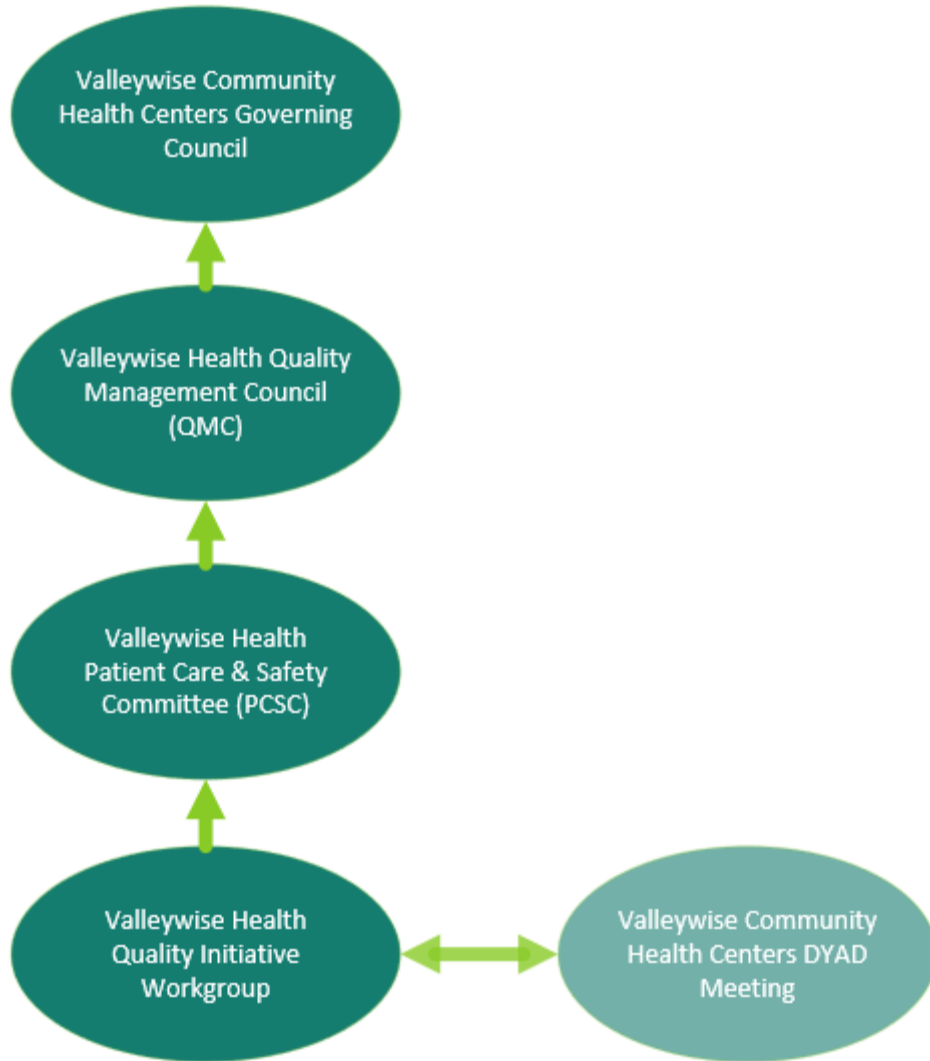 Valleywise Community
Health Centers Governing
Council
Valleywise Health Quality
Management Council
(QMC)
Valleywise Health
Patient Care & Safety
Committee (PCSC)
Valleywise Health
Quality Initiative
Workgroup
Valleywise Community
Health Centers DYAD
Meeting